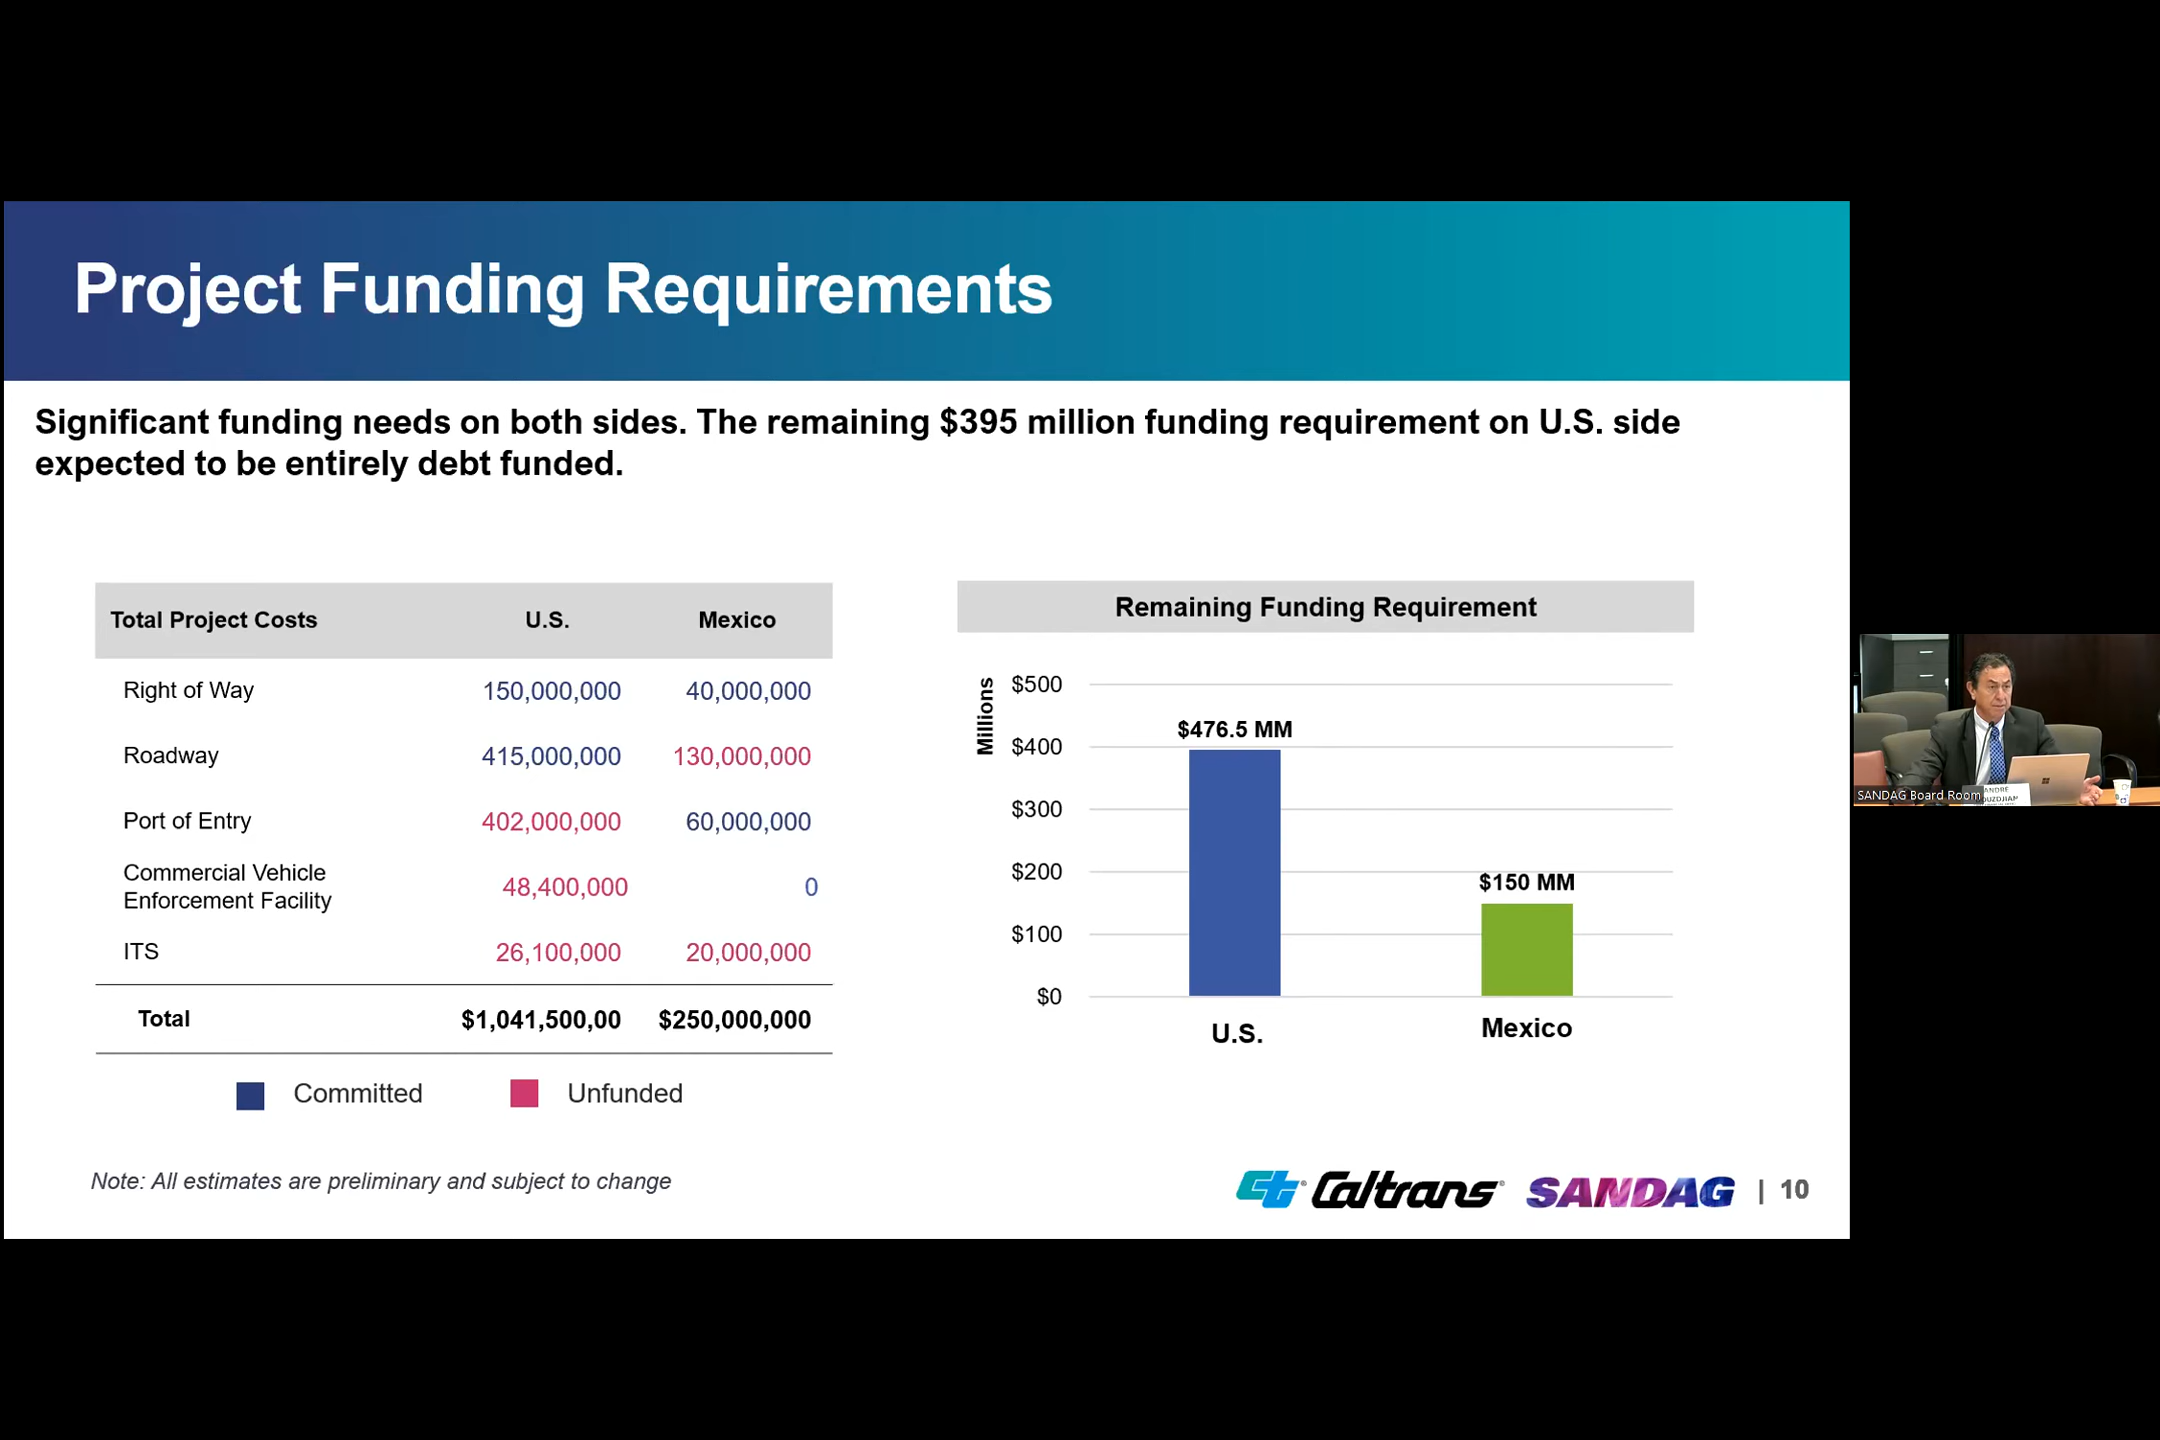 Project Funding Requirements
Significant funding needs on both sides. The remaining $395 million funding requirement on U.S. side
expected to be entirely debt funded.
Total Project Costs U.S. Mexico
Right of Way 150,000,000 40,000,000
Roadway 415,000,000 130,000,000
Port of Entry 402,000,000 60,000,000
Commercial Vehicle
Enforcement Facility 48,400,000 0
ITS 26,100,000 20,000,000
Total $1,041,500,00 $250,000,000
Committed Unfunded
Note: All estimates are preliminary and subject to change
Remaining Funding Requirement
Millions
$500
$476.5 MM
$400
$300
$200
$150 MM
$100
$0
U.S. Mexico
Caltrans SANDAG | 10
SANDAG Board Room
ANDRE